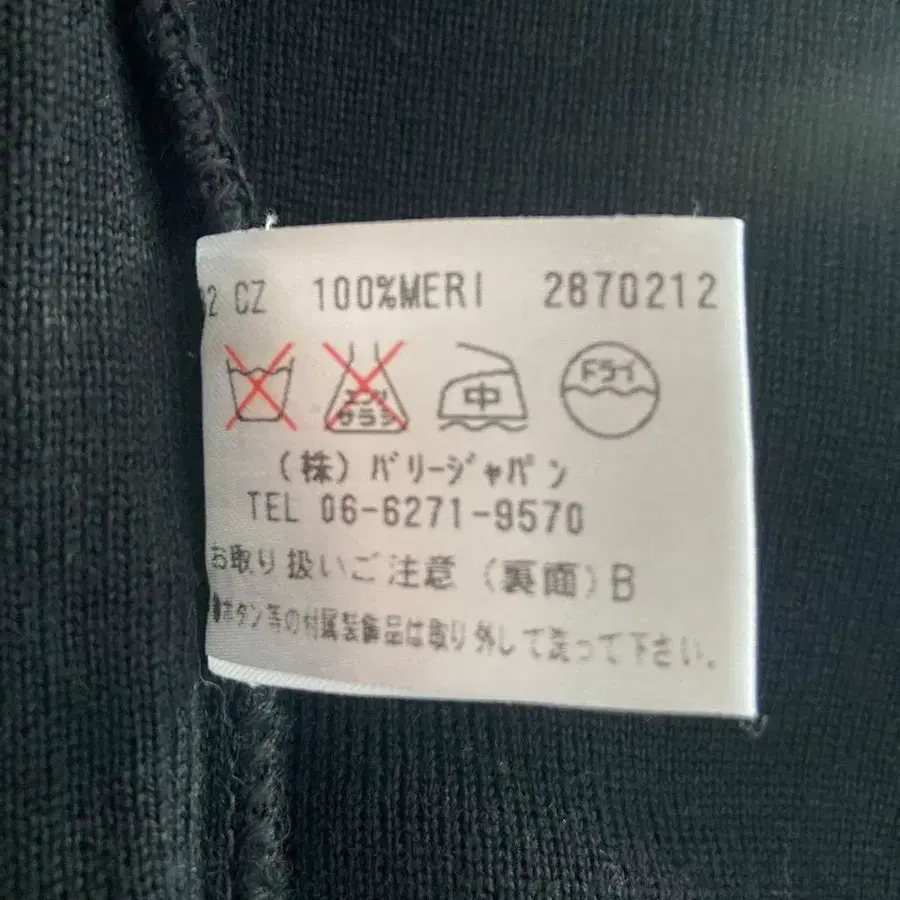 2 CZ 100%MERI 2870212
エンソ サラシ 中 ドライ
(株)バリージャパン
TEL 06-6271-9570
お取り扱いご注意(裏面)B
●ボタン等の付属装飾品は取り外して洗って下さい。